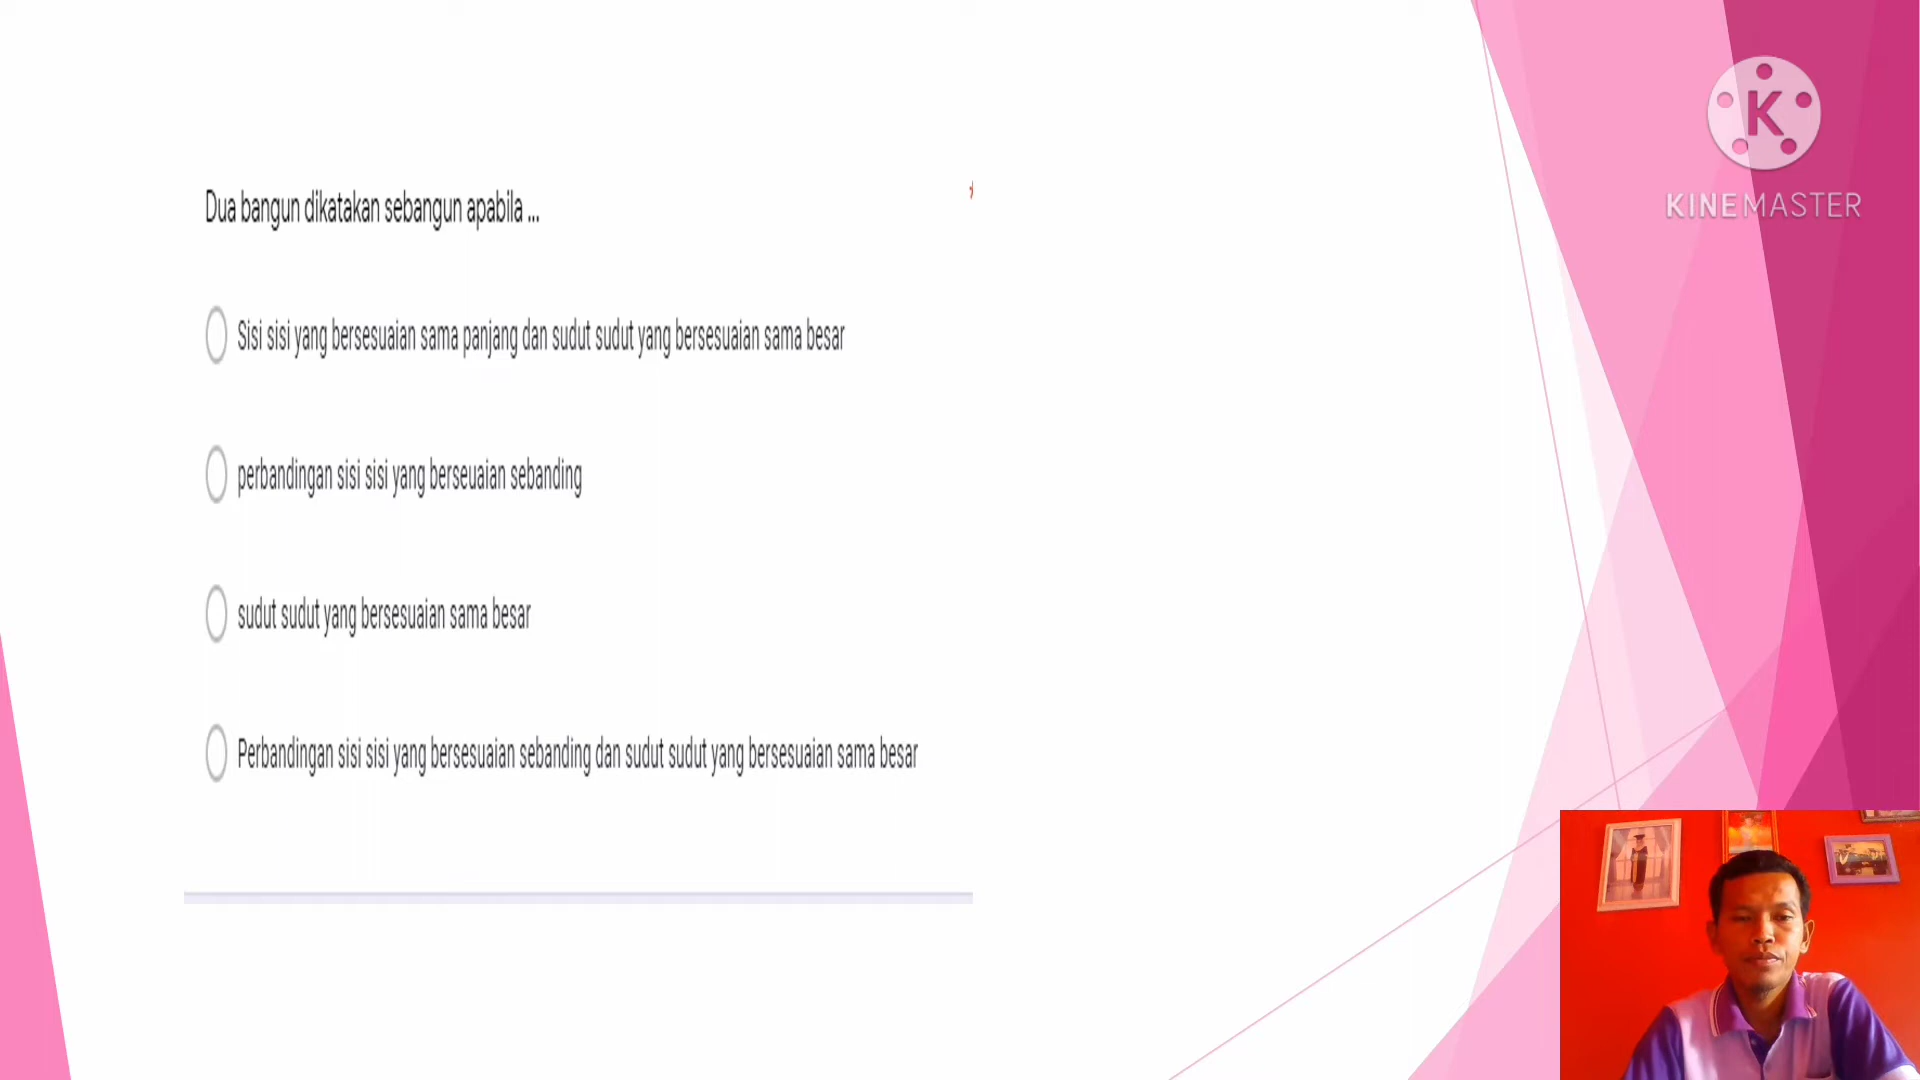 K
KINEMASTER
Dua bangun dikatakan sebangun apabila ...
Sisi sisi yang bersesuaian sama panjang dan sudut sudut yang bersesuaian sama besar
perbandingan sisi sisi yang berseuaian sebanding
sudut sudut yang bersesuaian sama besar
Perbandingan sisi sisi yang bersesuaian sebanding dan sudut sudut yang bersesuaian sama besar